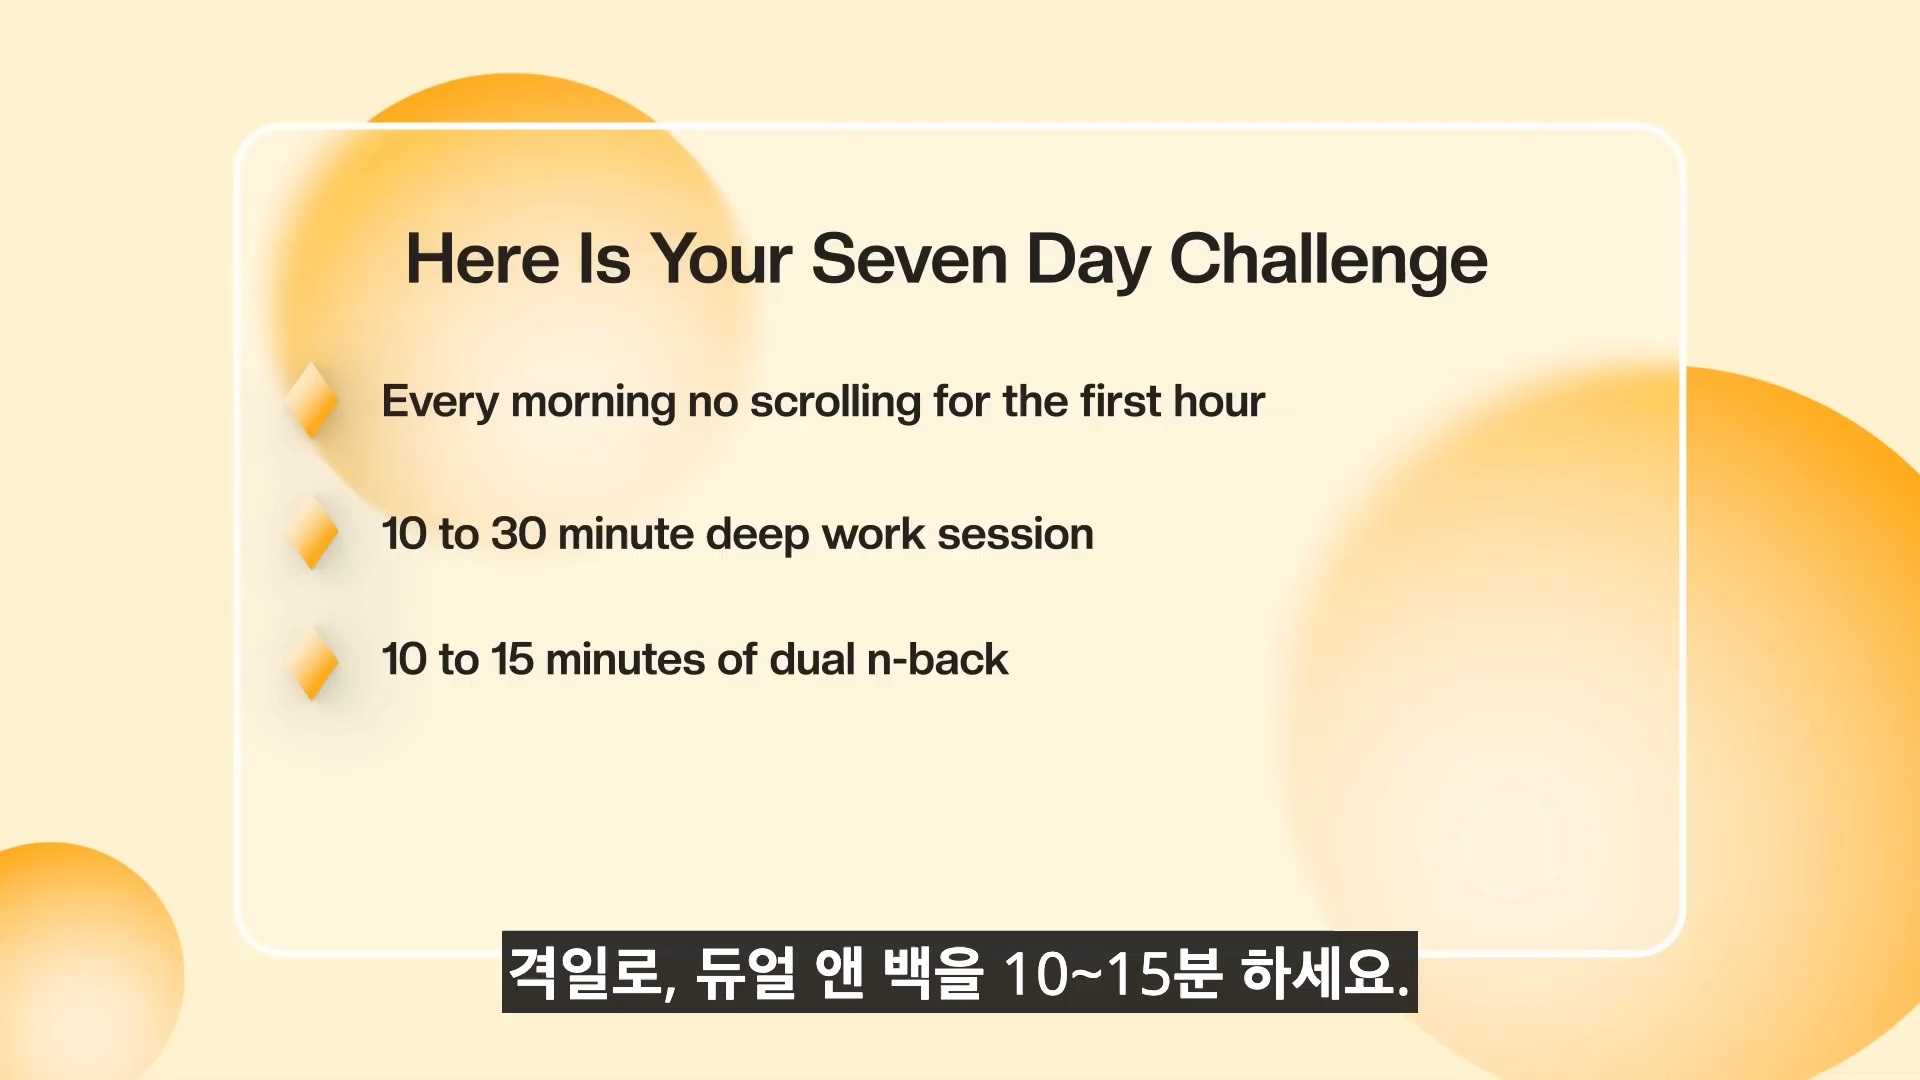 Here Is Your Seven Day Challenge
Every morning no scrolling for the first hour
10 to 30 minute deep work session
10 to 15 minutes of dual n-back
격일로, 듀얼 앤 백을 10~15분 하세요.